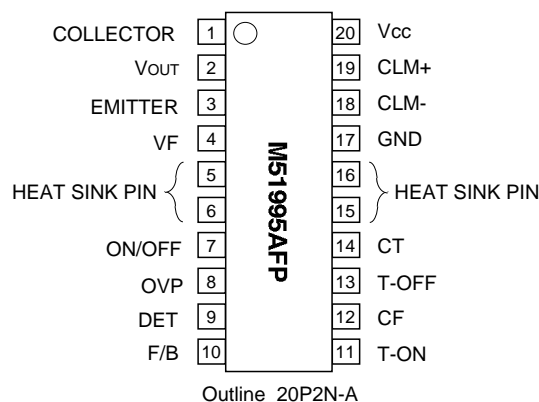 COLLECTOR 1 20 Vcc
VOUT 2 19 CLM+
EMITTER 3 18 CLM-
VF 4 17 GND
5 16
HEAT SINK PIN HEAT SINK PIN
6 15
ON/OFF 7 14 CT
OVP 8 13 T-OFF
DET 9 12 CF
F/B 10 11 T-ON
M51995AFP
Outline 20P2N-A